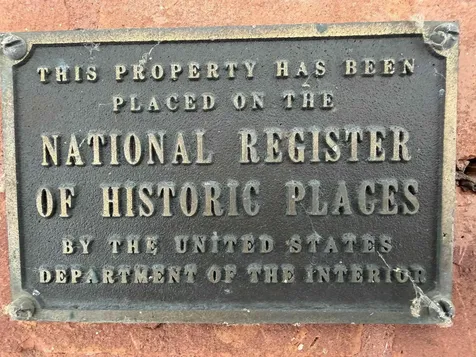 THIS PROPERTY HAS BEEN
PLACED ON THE
NATIONAL REGISTER
OF HISTORIC PLACES
BY THE UNITED STATES
DEPARTMENT OF THE INTERIOR